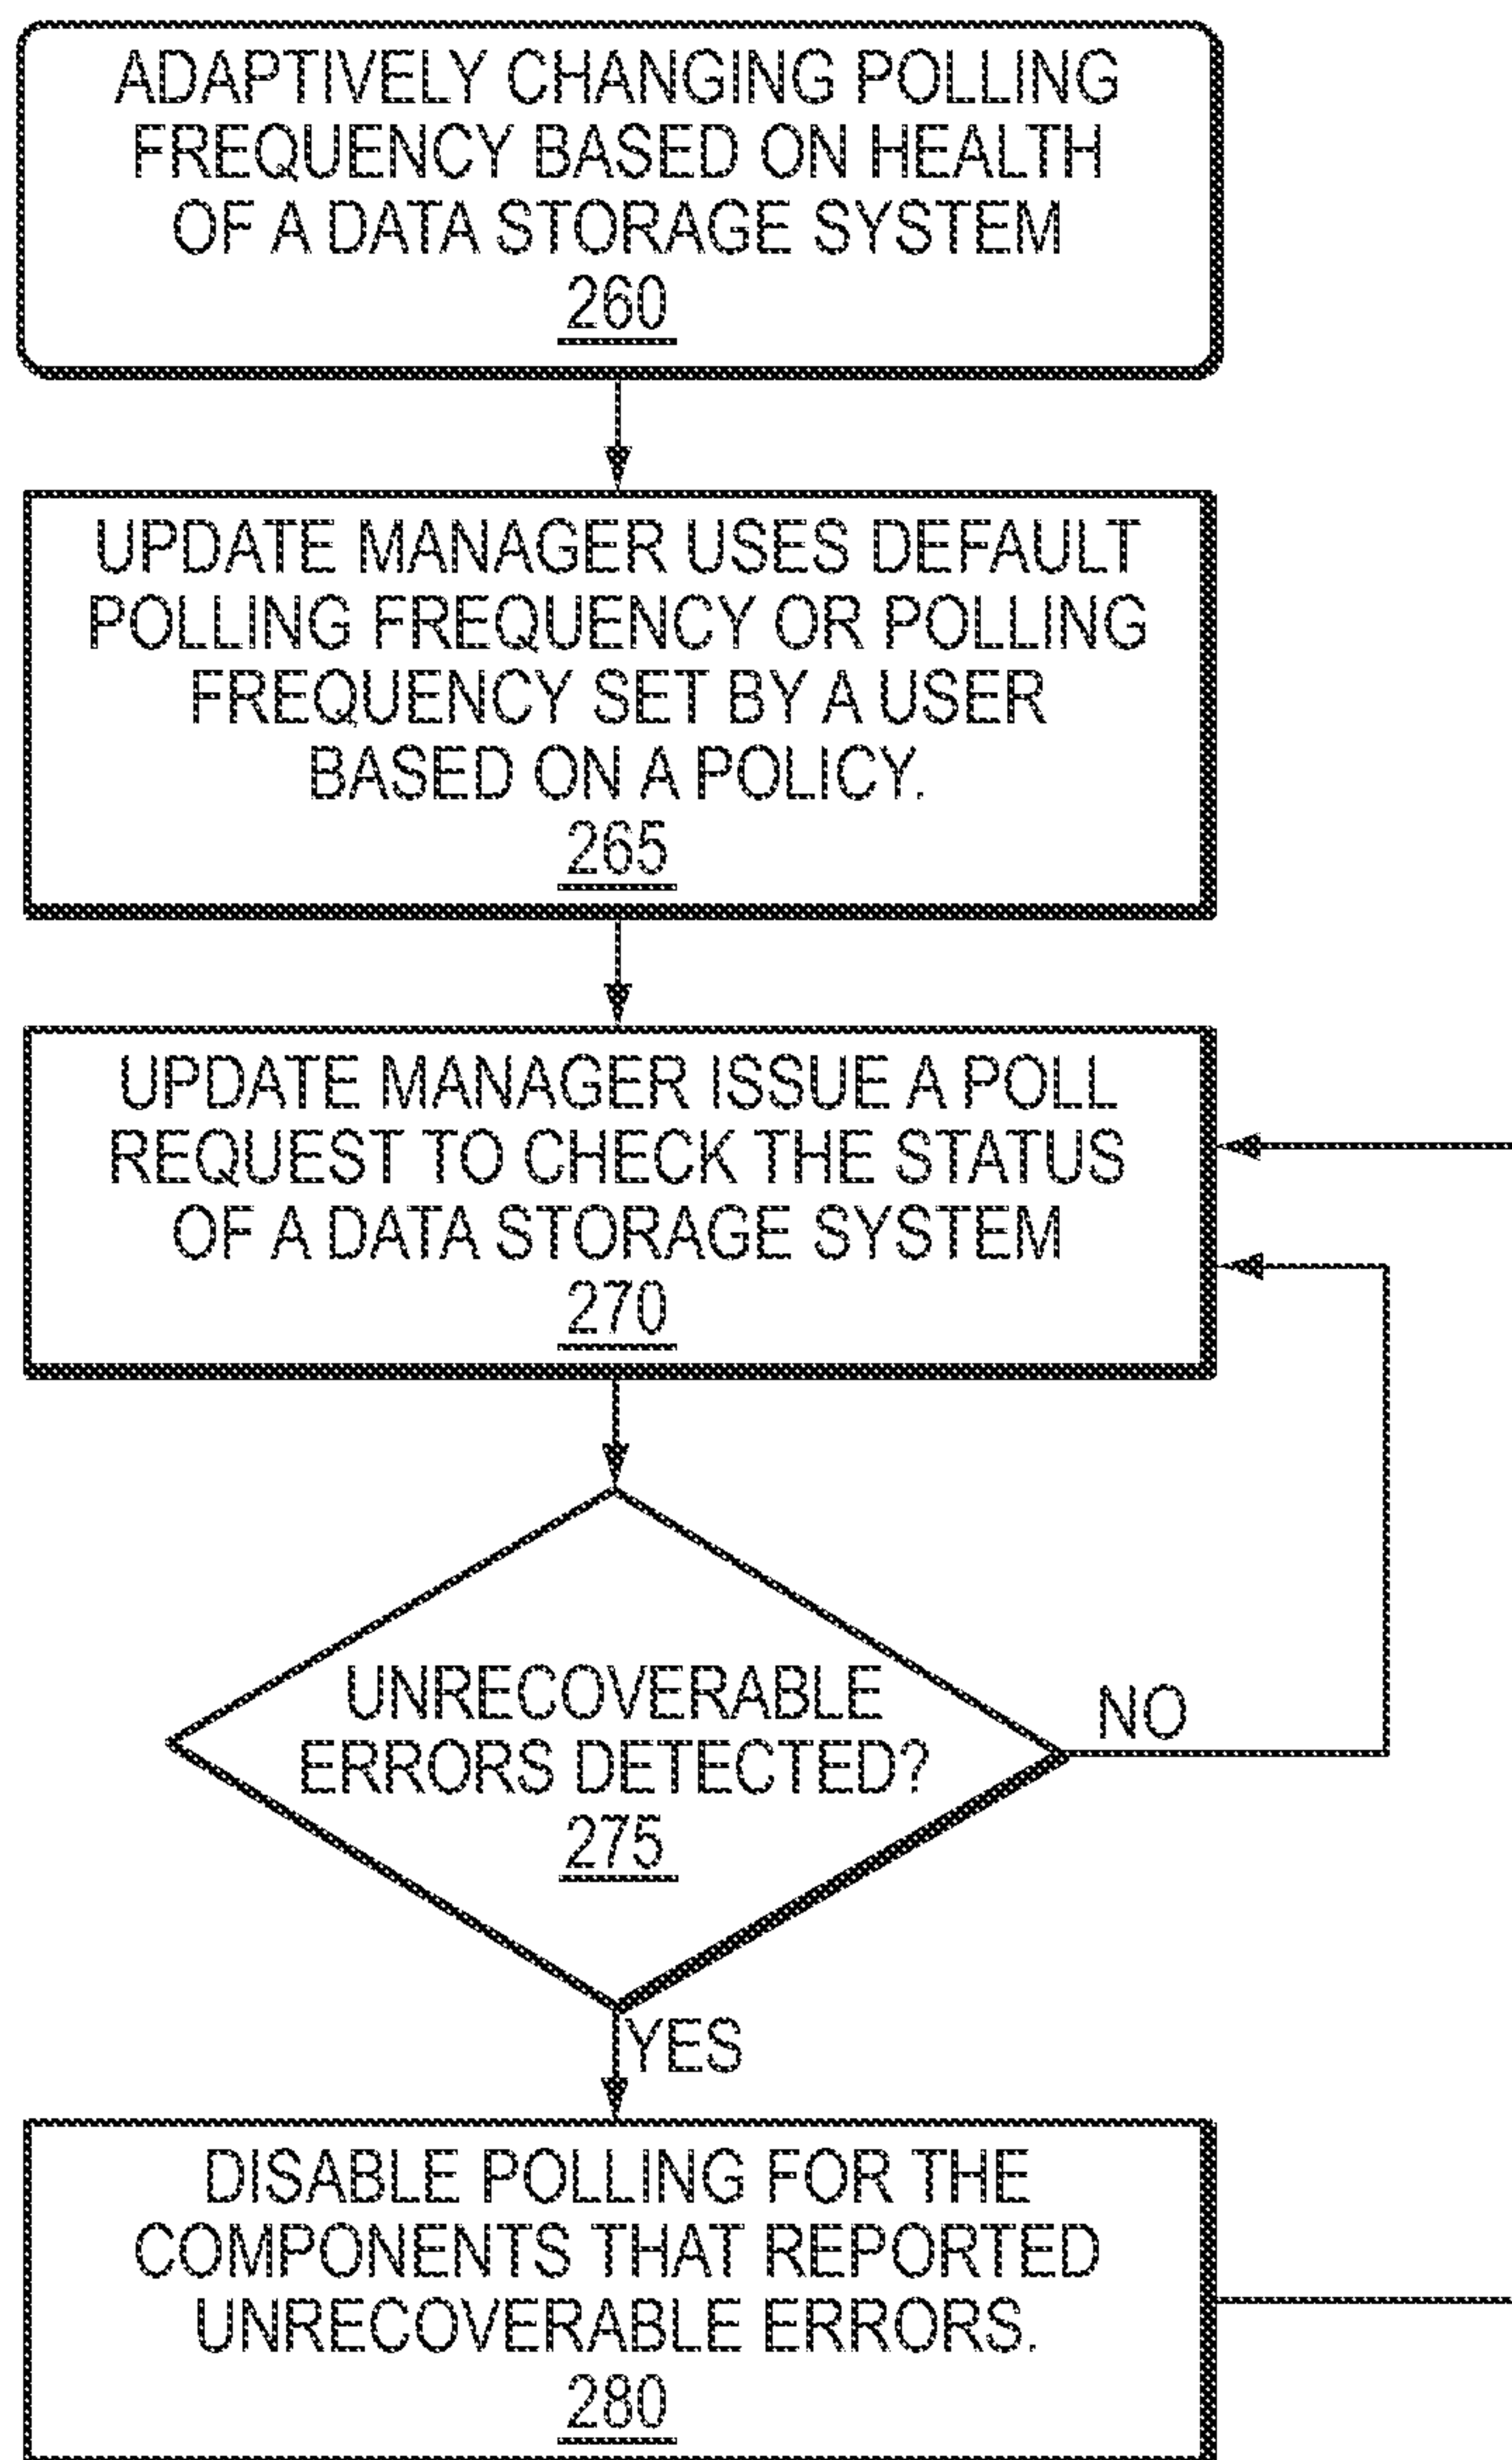 ADAPTIVELY CHANGING POLLING
FREQUENCY BASED ON HEALTH
OF A DATA STORAGE SYSTEM
260
UPDATE MANAGER USES DEFAULT
POLLING FREQUENCY OR POLLING
FREQUENCY SET BY A USER
BASED ON A POLICY.
265
UPDATE MANAGER ISSUE A POLL
REQUEST TO CHECK THE STATUS
OF A DATA STORAGE SYSTEM
270
UNRECOVERABLE
ERRORS DETECTED?
275
NO
YES
DISABLE POLLING FOR THE
COMPONENTS THAT REPORTED
UNRECOVERABLE ERRORS.
280